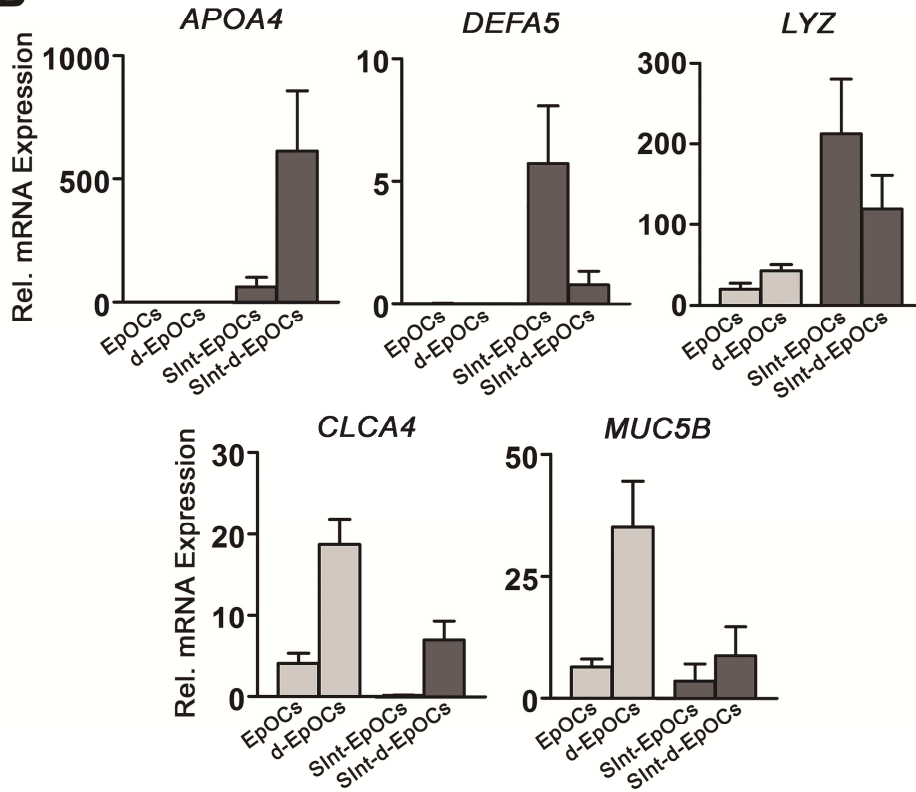 APOA4 DEFA5 LYZ
Rel. mRNA Expression
1000
500
0
EpOCs
d-EpOCs
SInt-EpOCs
SInt-d-EpOCs
10
5
0
EpOCs
d-EpOCs
SInt-EpOCs
SInt-d-EpOCs
300
200
100
0
EpOCs
d-EpOCs
SInt-EpOCs
SInt-d-EpOCs
CLCA4 MUC5B
Rel. mRNA Expression
30
20
10
0
EpOCs
d-EpOCs
SInt-EpOCs
SInt-d-EpOCs
50
25
0
EpOCs
d-EpOCs
SInt-EpOCs
SInt-d-EpOCs